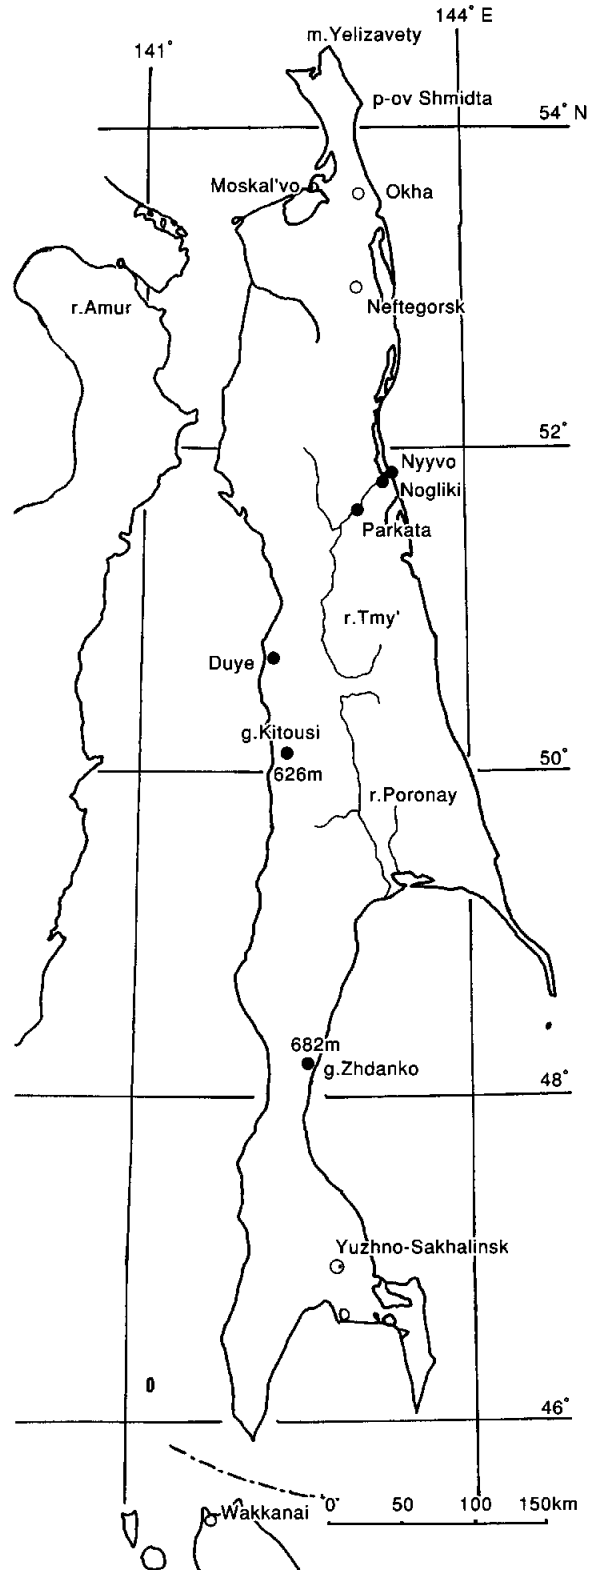 144° E
m.Yelizavety
141°
p-ov Shmidta
54° N
Moskal'vo
Okha
r.Amur
Neftegorsk
52°
Nyyvo
Nogliki
Parkata
r.Tmy'
Duye
g.Kitousi
50°
626m
r.Poronay
682m
g.Zhdanko
48°
Yuzhno-Sakhalinsk
46°
0' 50 100 150km
Wakkanai